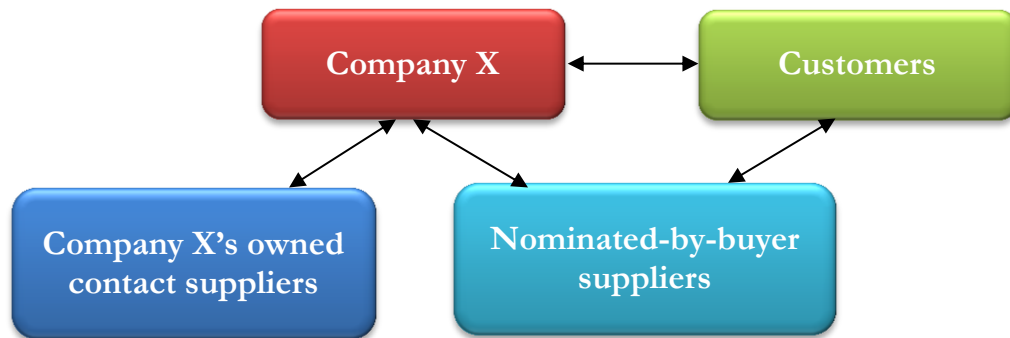 Company X
Customers
Company X’s owned
contact suppliers
Nominated-by-buyer
suppliers